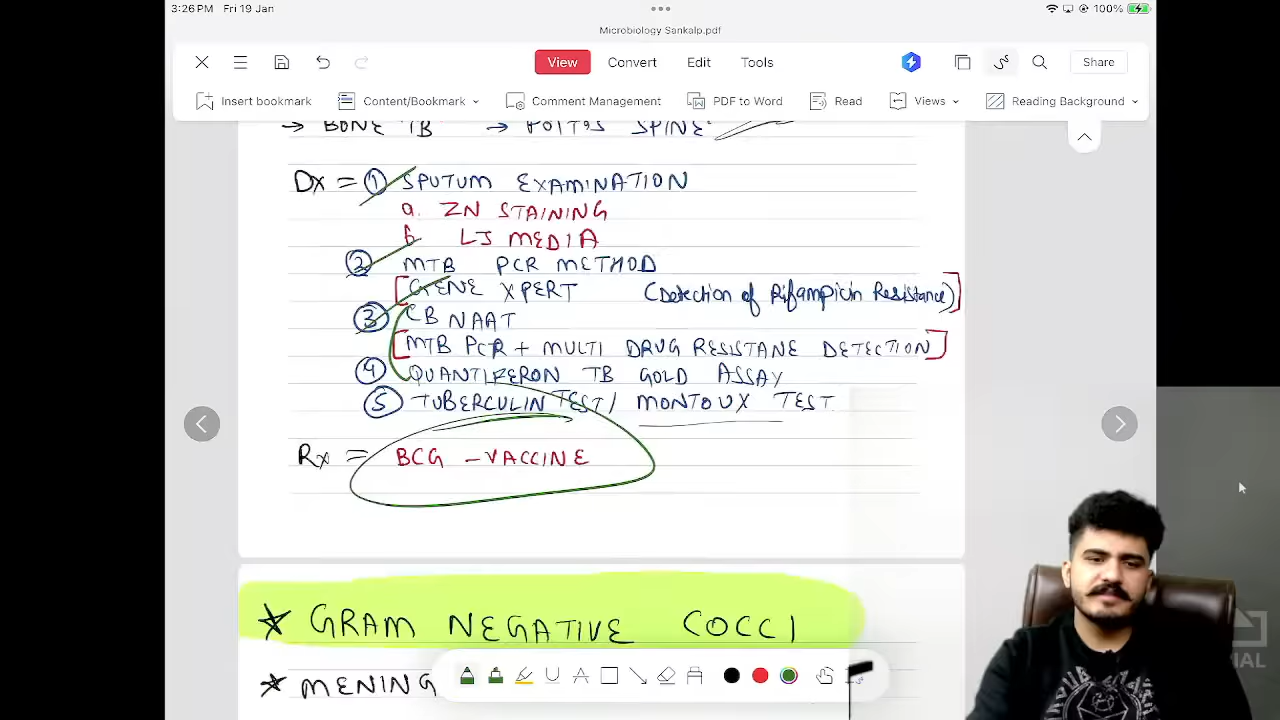 3:26 PM Fri 19 Jan
100%
Microbiology Sankalp.pdf
View Convert Edit Tools
Share
Insert bookmark Content/Bookmark Comment Management PDF to Word Read Views Reading Background
→ BONE TB → POTTOS SPINE
Dx = 1 SPUTUM EXAMINATION
a. ZN STAINING
b LJ MEDIA
2 MTB PCR METHOD
[GENE XPERT (Detection of Rifampicin Resistance)]
3 CB NAAT
[MTB PCR + MULTI DRUG RESISTANE DETECTION]
4 QUANTIFERON TB GOLD ASSAY
5 TUBERCULIN TEST/ MONTOUX TEST
Rx = BCG - VACCINE
★ GRAM NEGATIVE COCCI
★ MENING